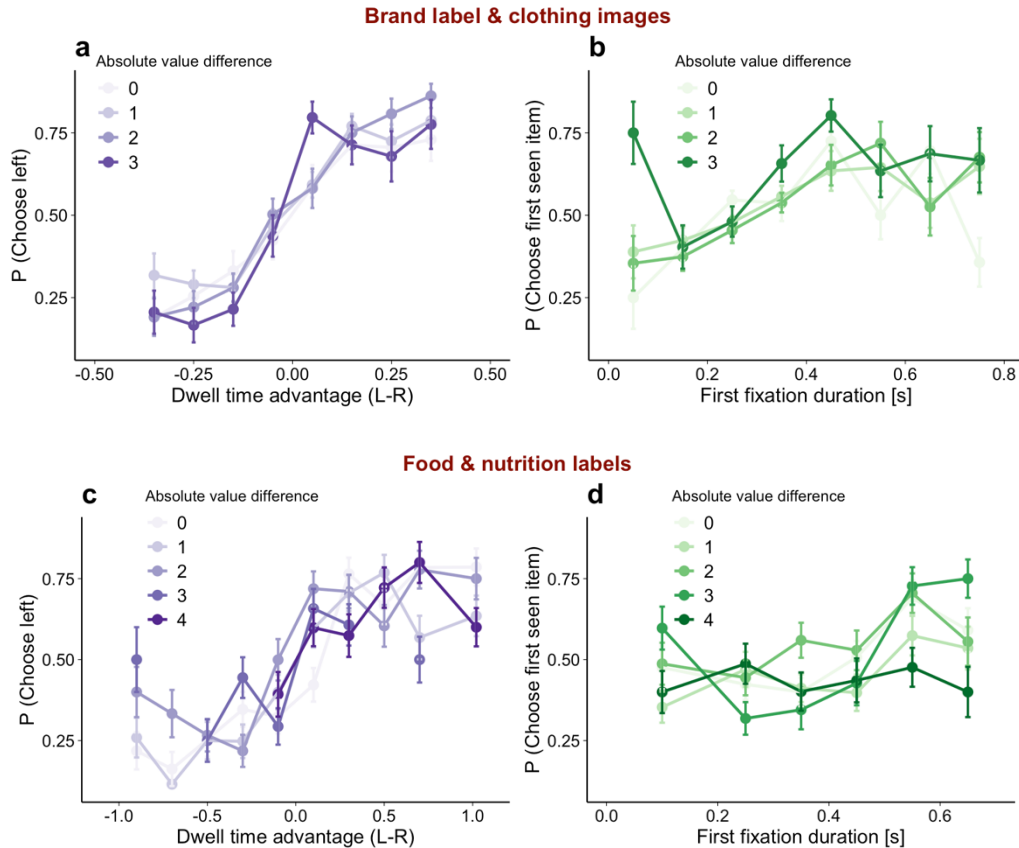 Brand label & clothing images
a
b
Absolute value difference
0
1
2
3
Absolute value difference
0
1
2
3
P (Choose left)
0.75
0.50
0.25
-0.50
-0.25
0.00
0.25
0.50
Dwell time advantage (L-R)
P (Choose first seen item)
0.75
0.50
0.25
0.0
0.2
0.4
0.6
0.8
First fixation duration [s]
Food & nutrition labels
c
d
Absolute value difference
0
1
2
3
4
Absolute value difference
0
1
2
3
4
P (Choose left)
0.75
0.50
0.25
-1.0
-0.5
0.0
0.5
1.0
Dwell time advantage (L-R)
P (Choose first seen item)
0.75
0.50
0.25
0.0
0.2
0.4
0.6
First fixation duration [s]